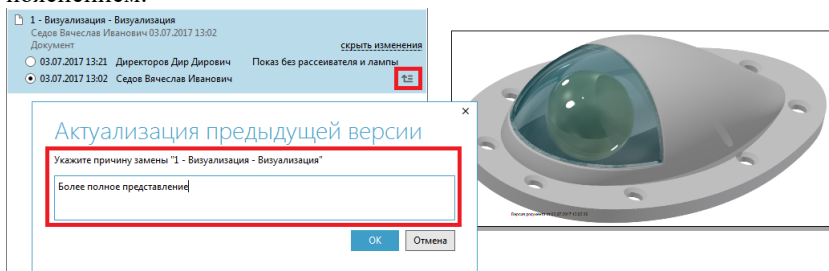 пояснением.
1 - Визуализация - Визуализация
Седов Вячеслав Иванович 03.07.2017 13:02
Документ скрыть изменения
03.07.2017 13:21 Директоров Дир Дирович Показ без рассеивателя и лампы
03.07.2017 13:02 Седов Вячеслав Иванович
Актуализация предыдущей версии
Укажите причину замены "1 - Визуализация - Визуализация"
Более полное представление
ОК Отмена